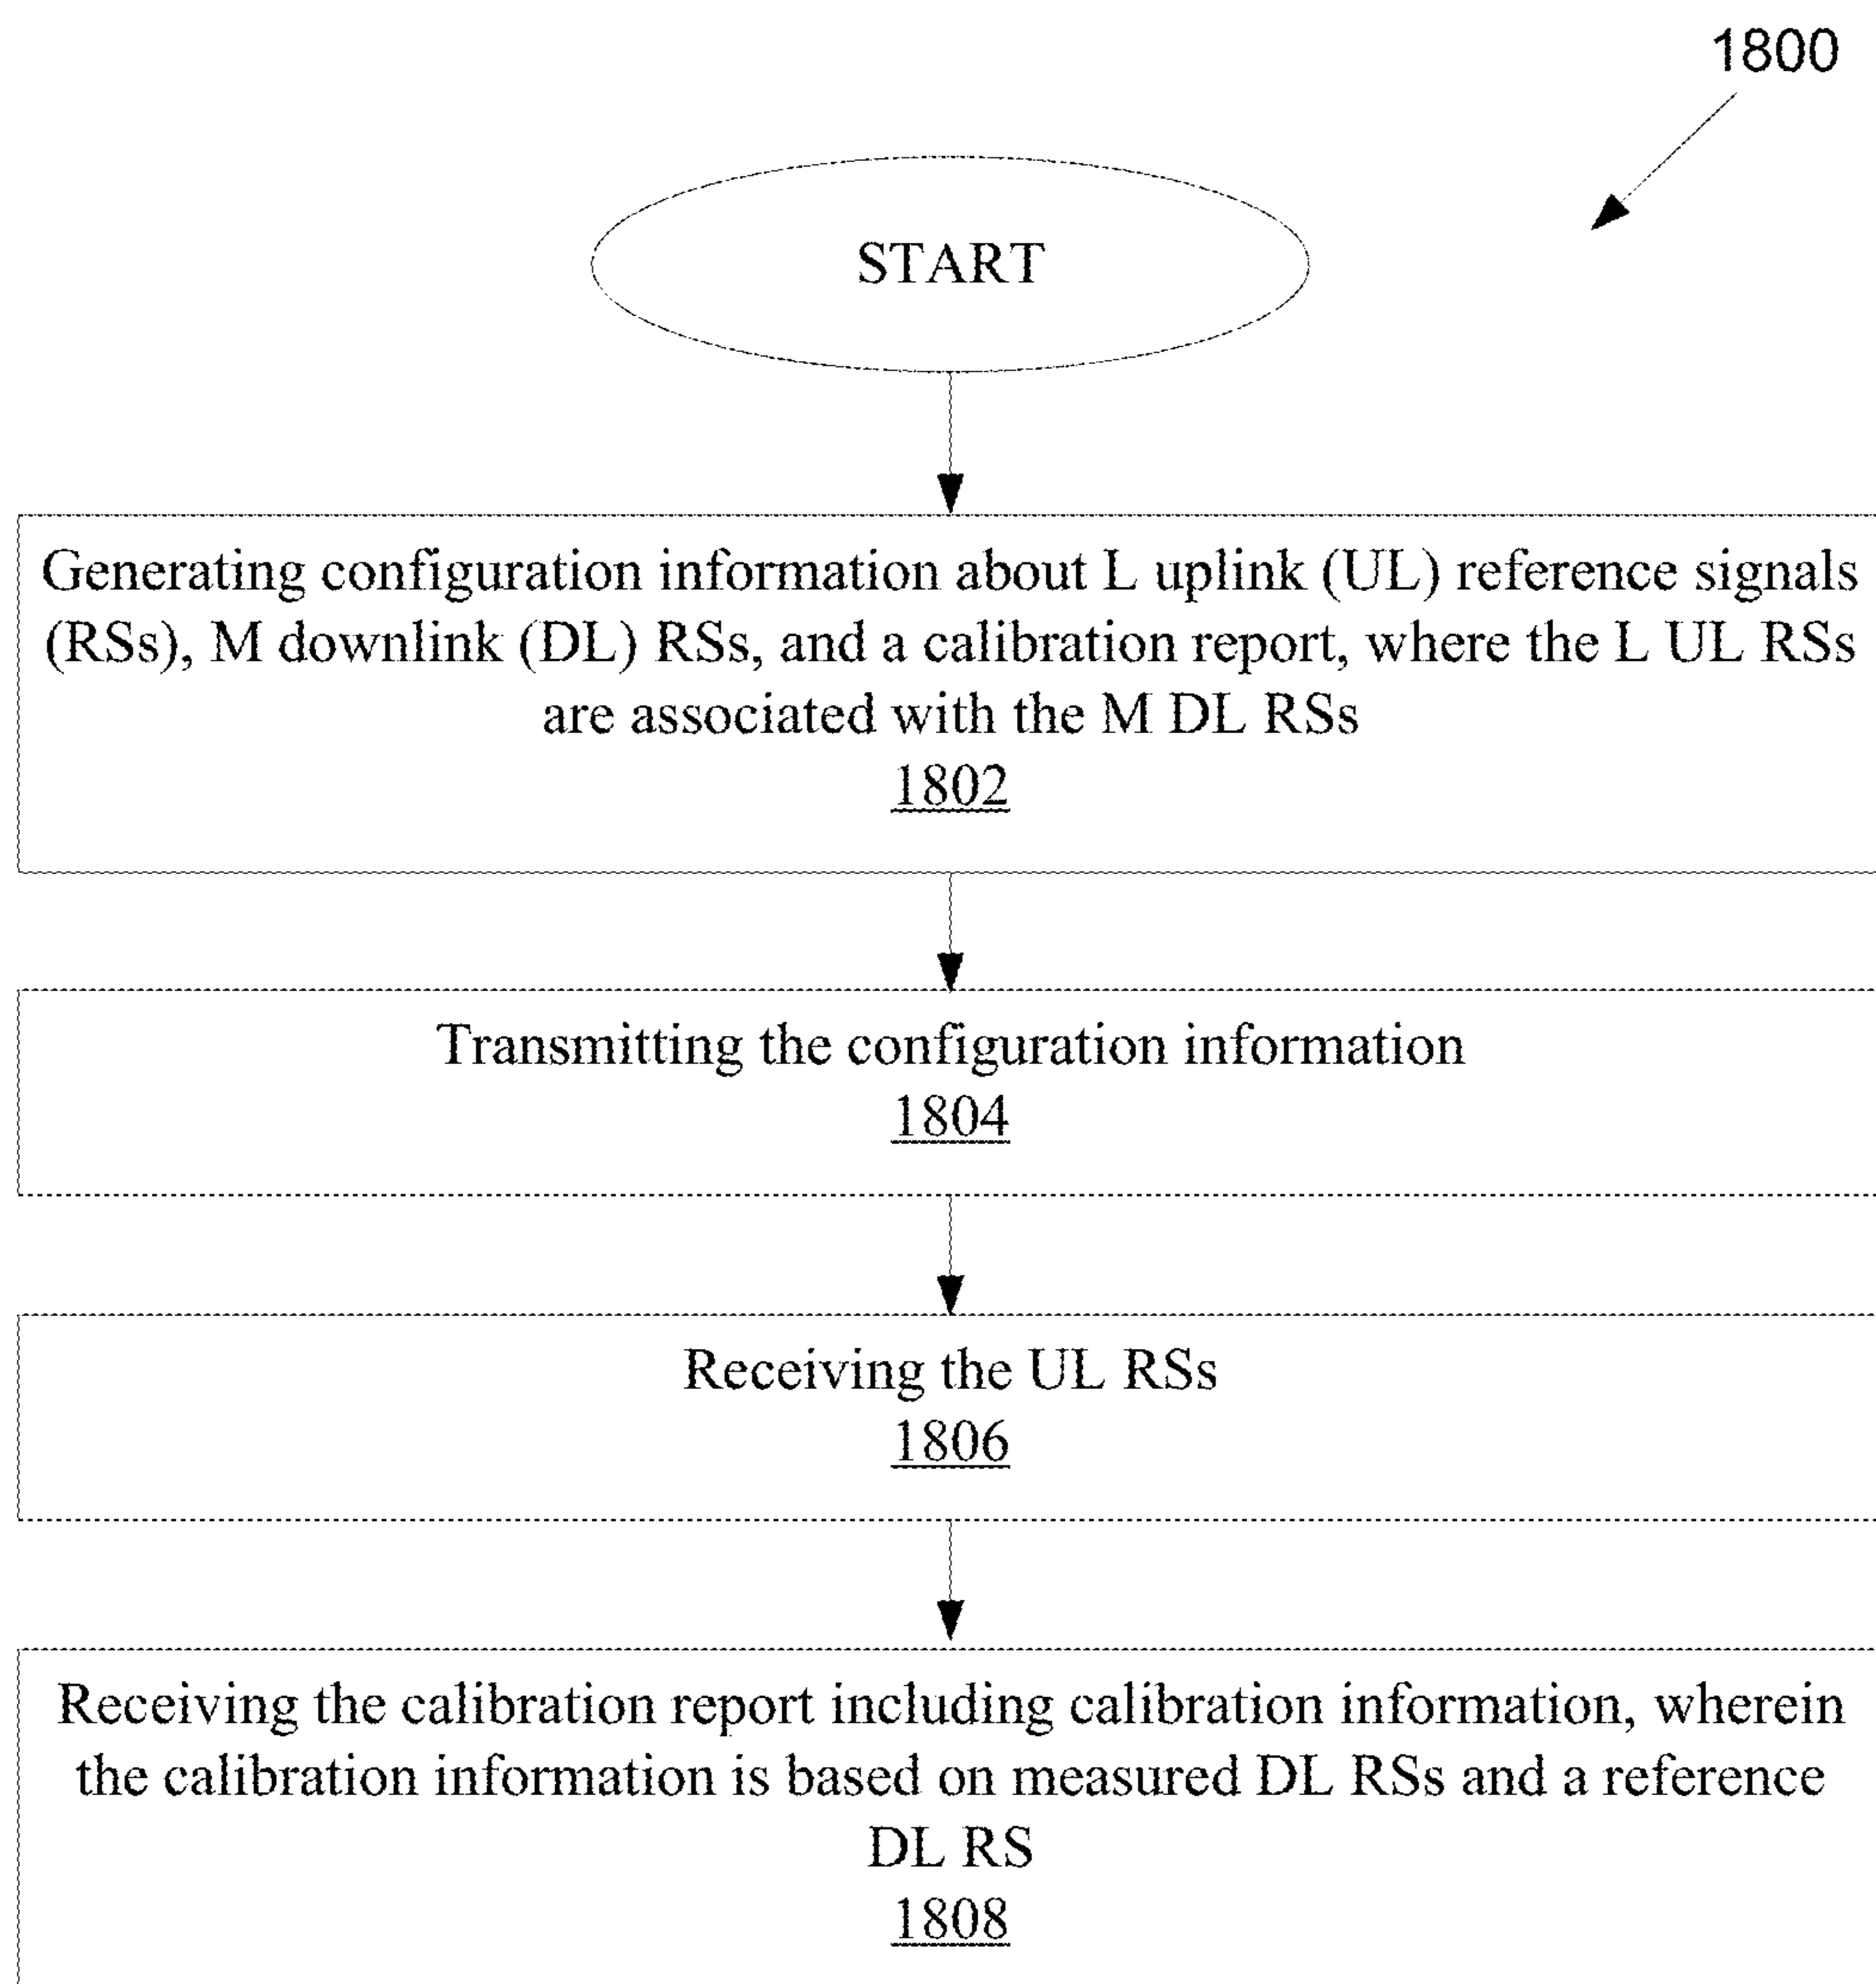 1800
START
Generating configuration information about L uplink (UL) reference signals
(RSs), M downlink (DL) RSs, and a calibration report, where the L UL RSs
are associated with the M DL RSs
1802
Transmitting the configuration information
1804
Receiving the UL RSs
1806
Receiving the calibration report including calibration information, wherein
the calibration information is based on measured DL RSs and a reference
DL RS
1808